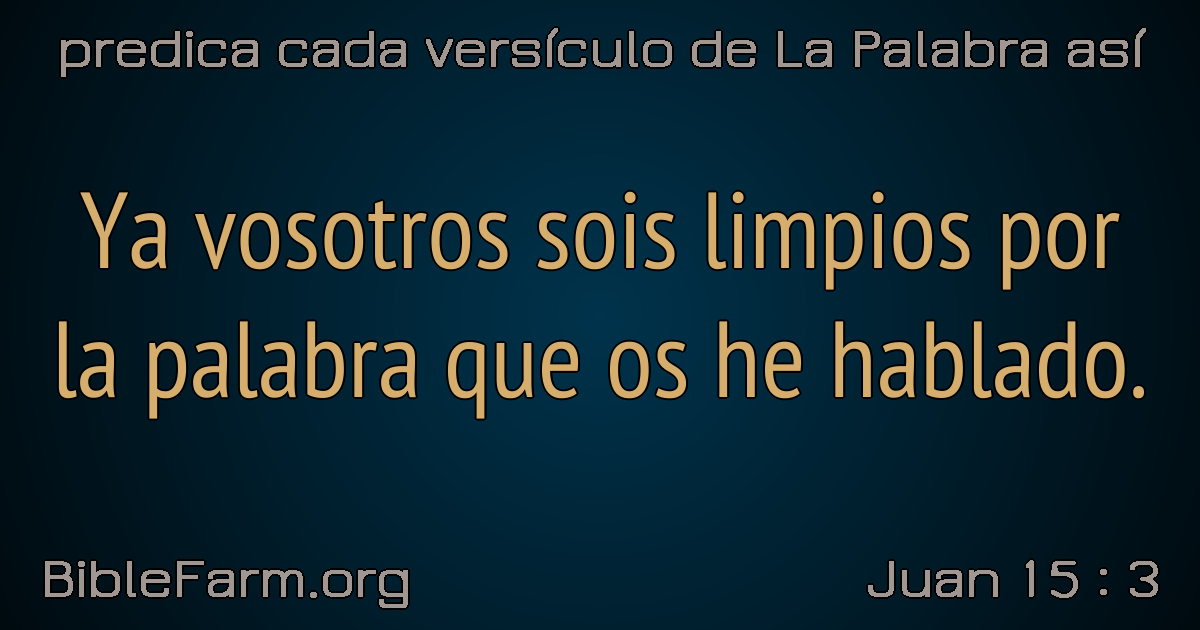 predica cada versículo de La Palabra así
Ya vosotros sois limpios por
la palabra que os he hablado.
BibleFarm.org
Juan 15 : 3